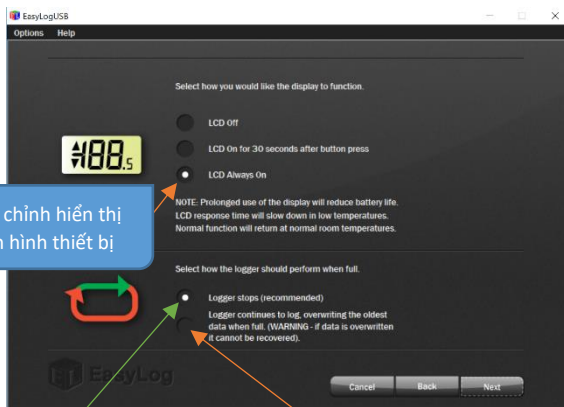 EasyLogUSB
Options Help
Select how you would like the display to function.
LCD Off
LCD On for 30 seconds after button press
188.5
LCD Always On
NOTE: Prolonged use of the display will reduce battery life.
chỉnh hiển thị
LCD response time will slow down in low temperatures.
Normal function will return at normal room temperatures.
hình thiết bị
Select how the logger should perform when full.
Logger stops (recommended)
Logger continues to log, overwriting the oldest
data when full. (WARNING - if data is overwritten
it cannot be recovered).
EasyLog
Cancel Back Next